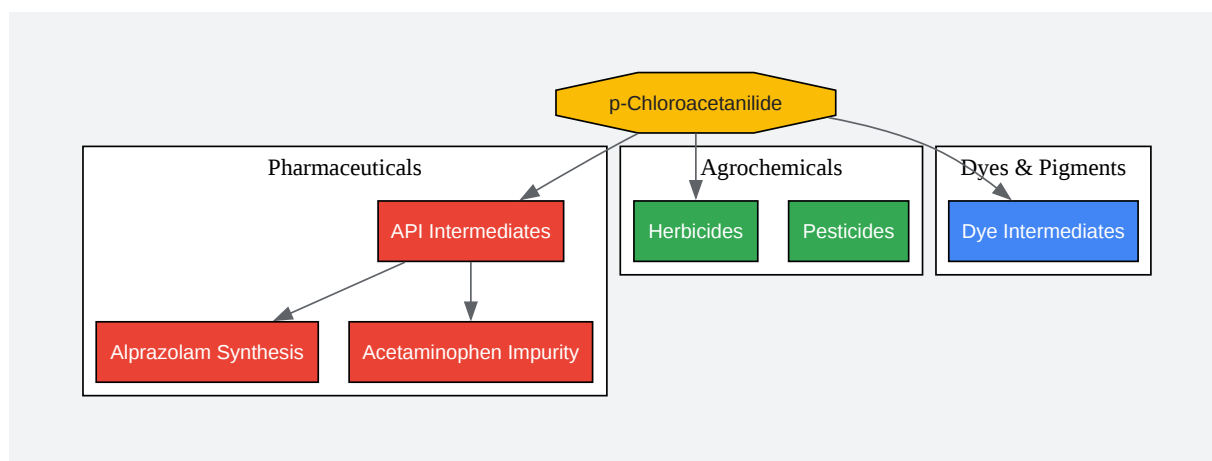 p-Chloroacetanilide
Pharmaceuticals
Agrochemicals
Dyes & Pigments
API Intermediates
Herbicides
Pesticides
Dye Intermediates
Alprazolam Synthesis
Acetaminophen Impurity